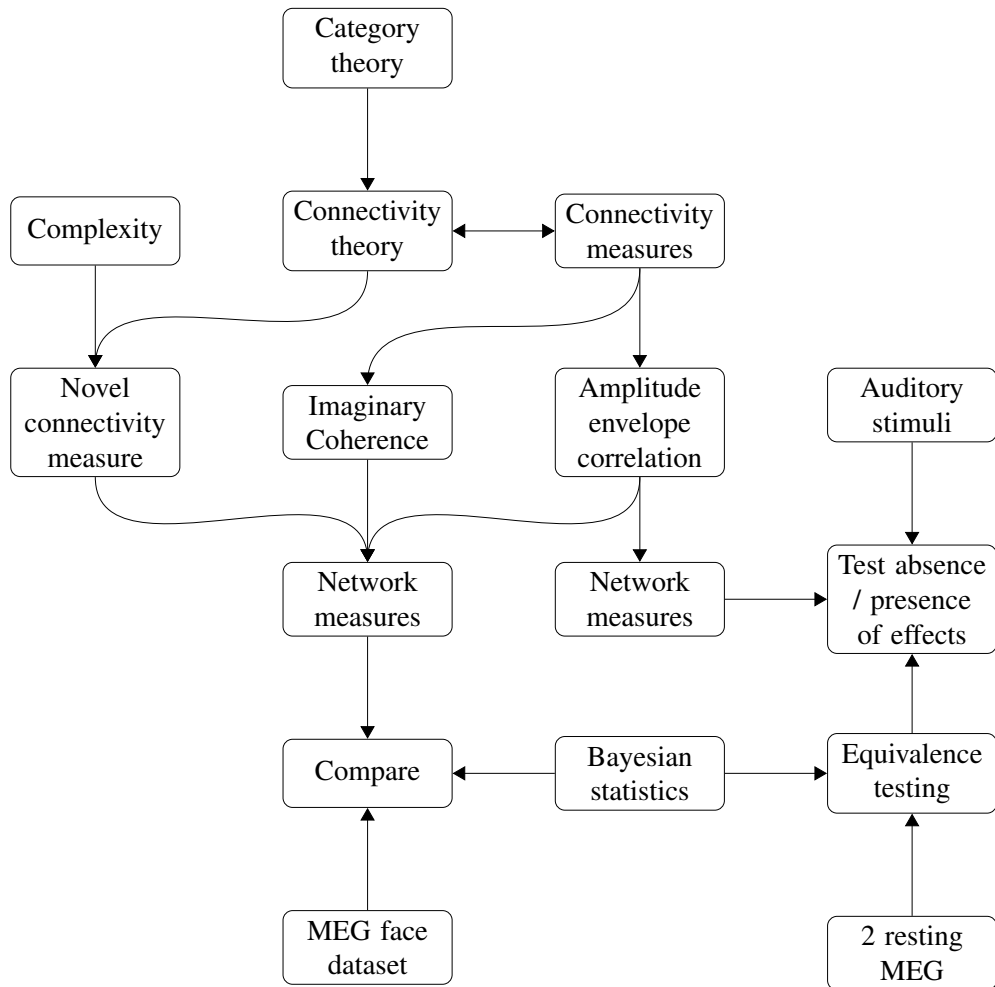 Category
theory
Complexity
Connectivity
theory
Connectivity
measures
Novel
connectivity
measure
Imaginary
Coherence
Amplitude
envelope
correlation
Auditory
stimuli
Network
measures
Network
measures
Test absence
/ presence
of effects
Compare
Bayesian
statistics
Equivalence
testing
MEG face
dataset
2 resting
MEG